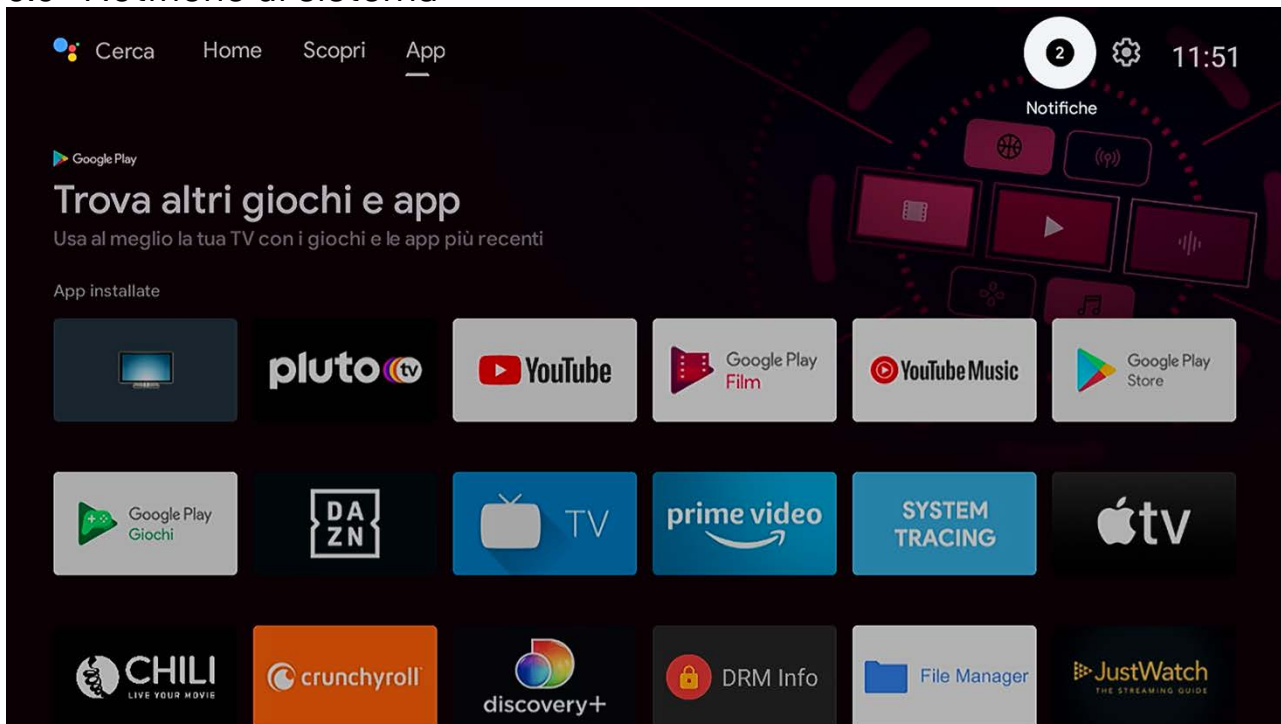 Notifiche di sistema
Cerca Home Scopri App
2
11:51
Notifiche
Google Play
Trova altri giochi e app
Usa al meglio la tua TV con i giochi e le app più recenti
App installate
pluto tv
YouTube
Google Play
Film
YouTube Music
Google Play
Store
Google Play
Giochi
DA
ZN
TV
prime video
SYSTEM
TRACING
tv
CHILI
LIVE YOUR MOVIE
crunchyroll
discovery+
DRM Info
File Manager
JustWatch
THE STREAMING GUIDE